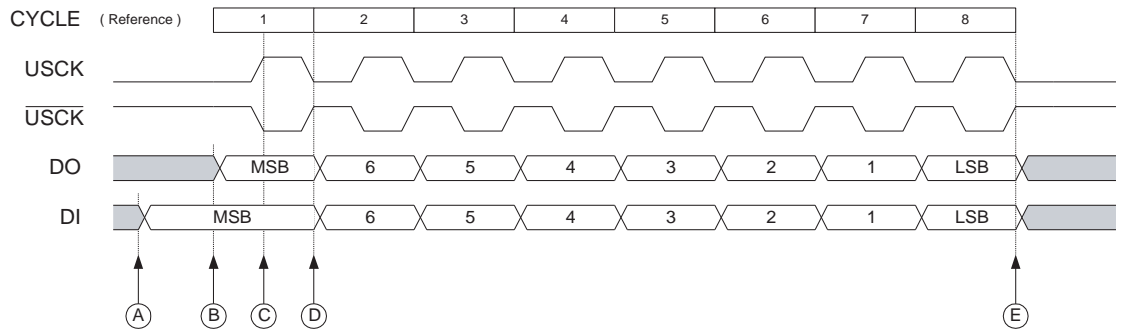 CYCLE ( Reference ) 1 2 3 4 5 6 7 8
USCK
USCK
DO MSB 6 5 4 3 2 1 LSB
DI MSB 6 5 4 3 2 1 LSB
A B C D E